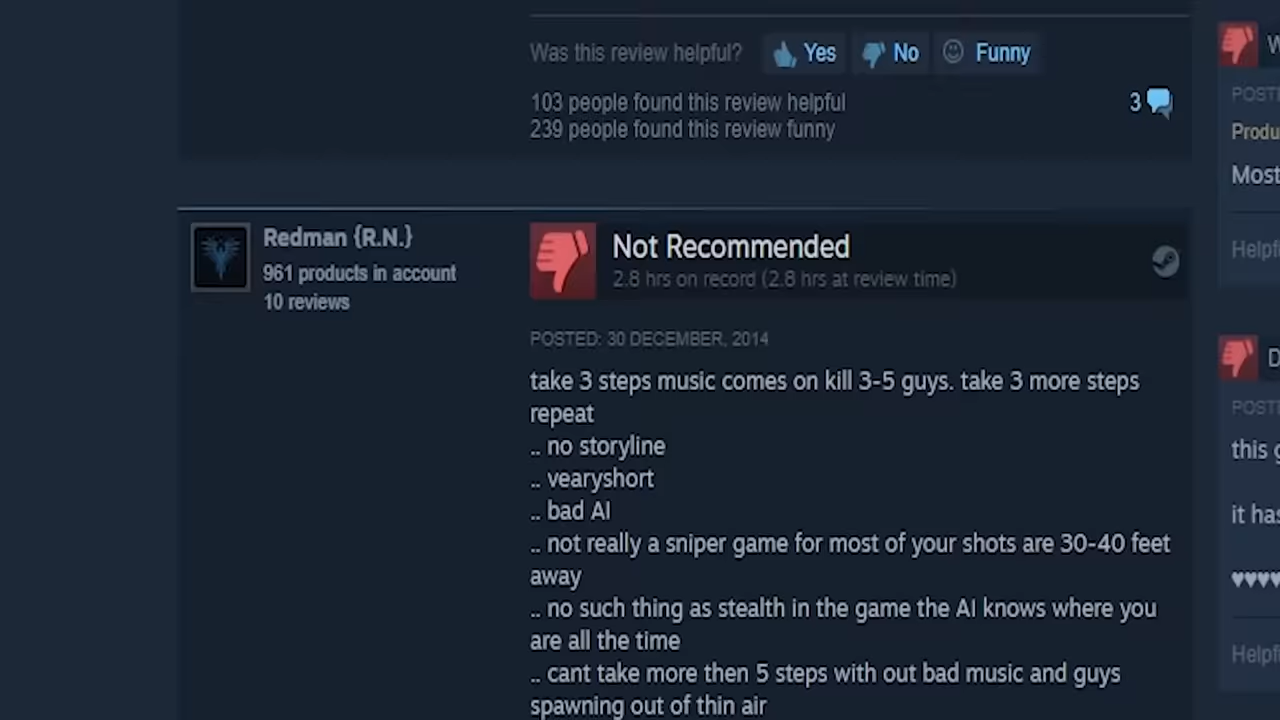 Was this review helpful? Yes No Funny
103 people found this review helpful
239 people found this review funny
3
Redman {R.N.}
961 products in account
10 reviews
Not Recommended
2.8 hrs on record (2.8 hrs at review time)
POSTED: 30 DECEMBER, 2014
take 3 steps music comes on kill 3-5 guys. take 3 more steps
repeat
.. no storyline
.. vearyshort
.. bad AI
.. not really a sniper game for most of your shots are 30-40 feet
away
.. no such thing as stealth in the game the AI knows where you
are all the time
.. cant take more then 5 steps with out bad music and guys
spawning out of thin air
W
POST
Produ
Most
Helpf
D
POST
this g
it has
♥♥♥♥
Helpf